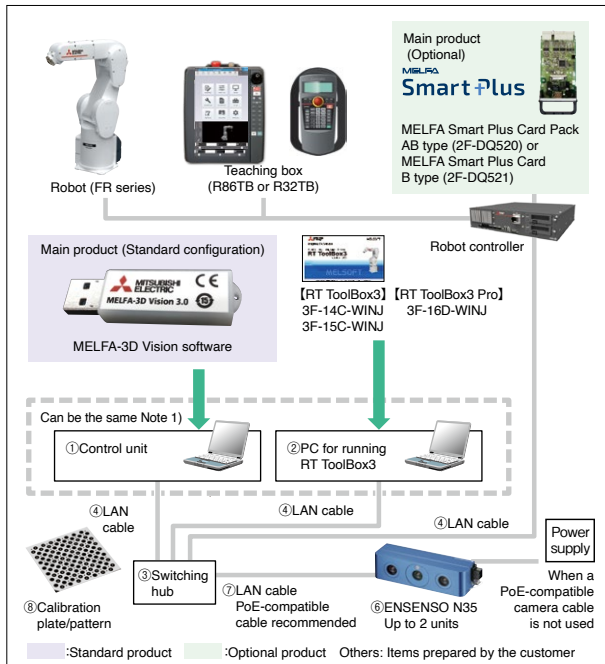 Main product
(Optional)
MELFA
Smart Plus
MELFA Smart Plus Card Pack
AB type (2F-DQ520) or
MELFA Smart Plus Card
B type (2F-DQ521)
Robot (FR series)
Teaching box
(R86TB or R32TB)
Robot controller
Main product (Standard configuration)
MITSUBISHI
ELECTRIC
MELFA-3D Vision 3.0
CE
15
MELFA-3D Vision software
RT ToolBox3
MELSOFT
【RT ToolBox3】
3F-14C-WINJ
3F-15C-WINJ
【RT ToolBox3 Pro】
3F-16D-WINJ
Can be the same Note 1)
①Control unit
②PC for running
RT ToolBox3
④LAN
cable
④LAN cable
④LAN cable
Power
supply
When a
PoE-compatible
camera cable
is not used
③Switching
hub
⑦LAN cable
PoE-compatible
cable recommended
⑥ENSENSO N35
Up to 2 units
⑧Calibration
plate/pattern
:Standard product
:Optional product
Others: Items prepared by the customer